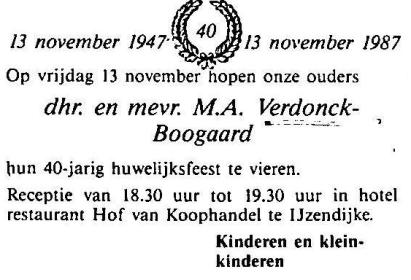 13 november 1947 40 13 november 1987
Op vrijdag 13 november hopen onze ouders
dhr. en mevr. M.A. Verdonck-
Boogaard
hun 40-jarig huwelijksfeest te vieren.
Receptie van 18.30 uur tot 19.30 uur in hotel
restaurant Hof van Koophandel te IJzendijke.
Kinderen en klein-
kinderen